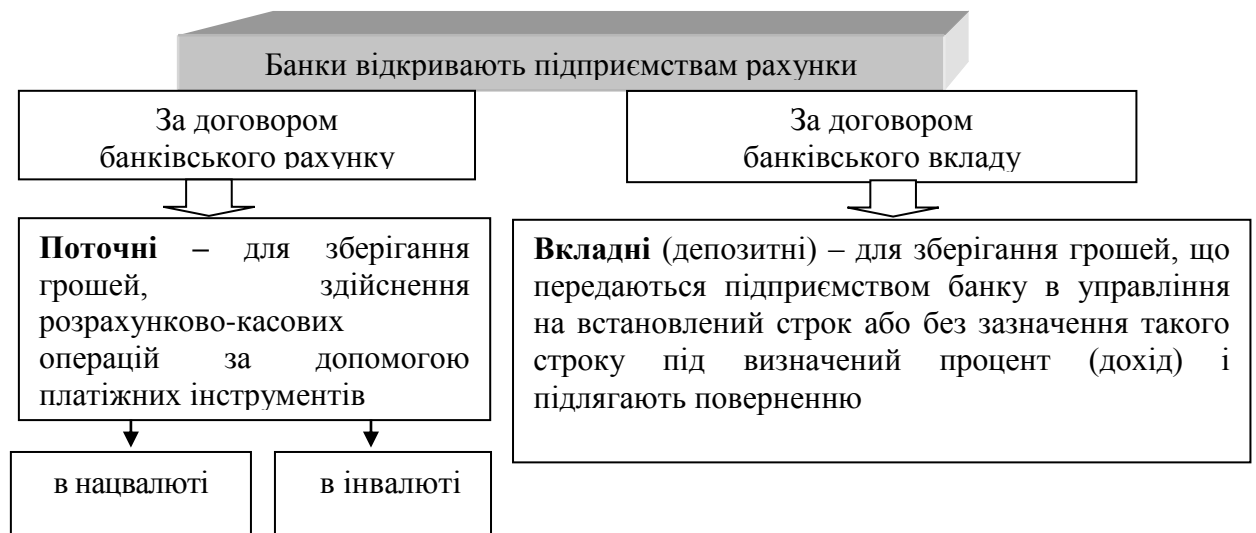 Банки відкривають підприємствам рахунки
За договором
банківського рахунку
За договором
банківського вкладу
Поточні – для зберігання
грошей, здійснення
розрахунково-касових
операцій за допомогою
платіжних інструментів
Вкладні (депозитні) – для зберігання грошей, що
передаються підприємством банку в управління
на встановлений строк або без зазначення такого
строку під визначений процент (дохід) і
підлягають поверненню
в нацвалюті
в інвалюті